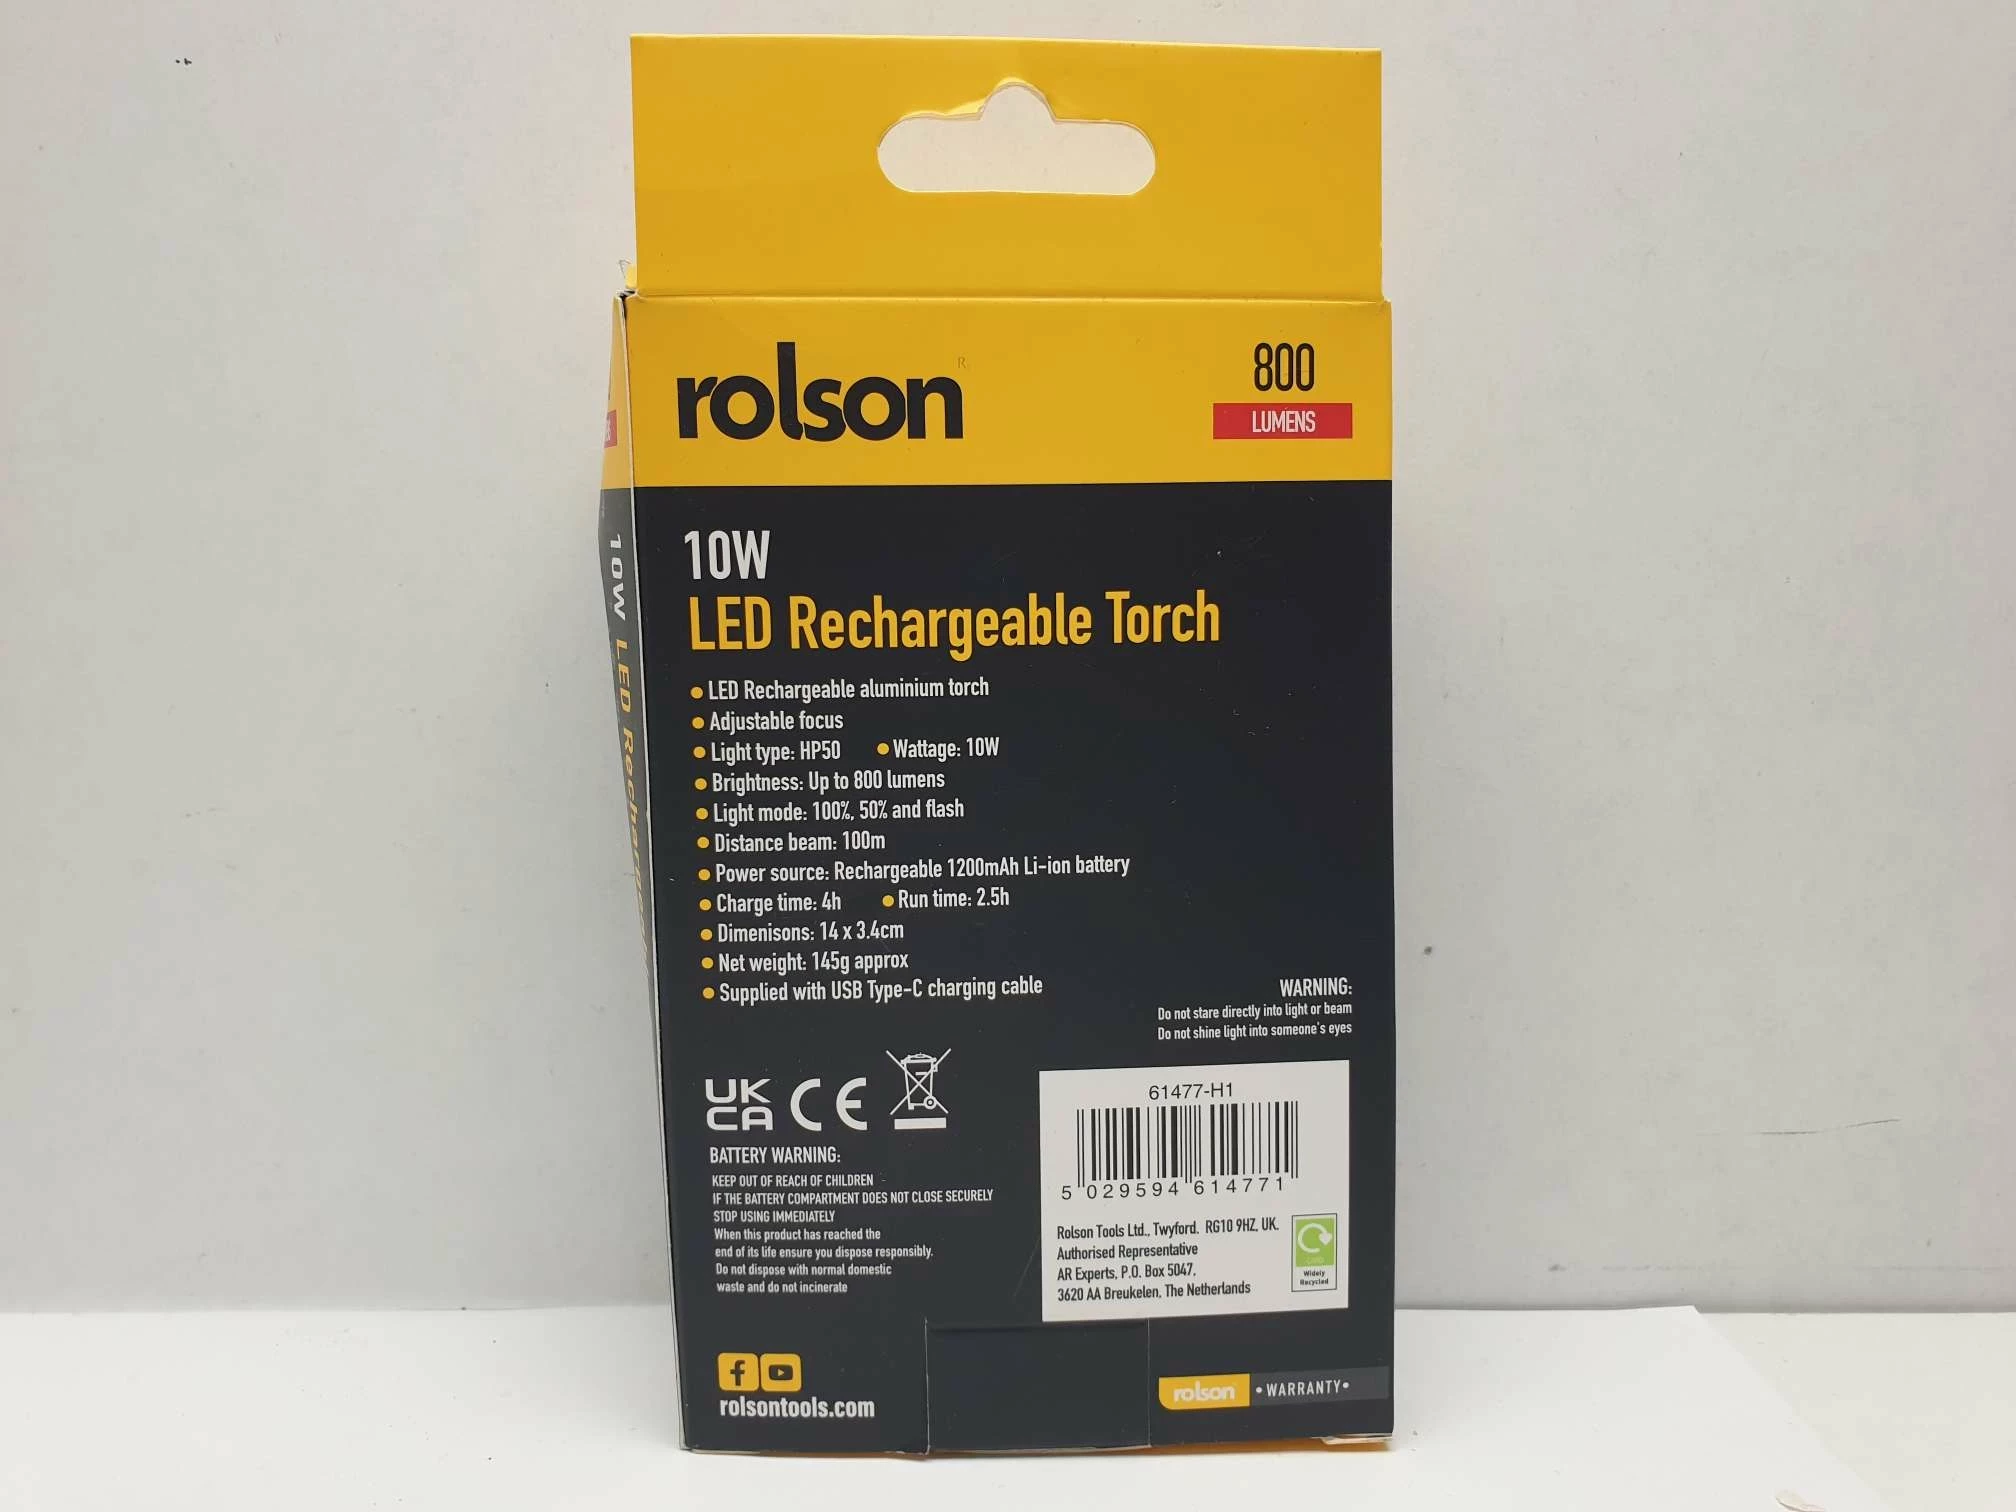 rolson
R
800
LUMENS
10W
LED Rechargeable Torch
LED Rechargeable aluminium torch
Adjustable focus
Light type: HP50
Wattage: 10W
Brightness: Up to 800 lumens
Light mode: 100%, 50% and flash
Distance beam: 100m
Power source: Rechargeable 1200mAh Li-ion battery
Charge time: 4h
Run time: 2.5h
Dimenisons: 14 x 3.4cm
Net weight: 145g approx
Supplied with USB Type-C charging cable
WARNING:
Do not stare directly into light or beam
Do not shine light into someone's eyes
UK
CA
CE
BATTERY WARNING:
KEEP OUT OF REACH OF CHILDREN
IF THE BATTERY COMPARTMENT DOES NOT CLOSE SECURELY
STOP USING IMMEDIATELY
When this product has reached the
end of its life ensure you dispose responsibly.
Do not dispose with normal domestic
waste and do not incinerate
61477-H1
5 029594 614771
Rolson Tools Ltd., Twyford. RG10 9HZ, UK.
Authorised Representative
AR Experts, P.O. Box 5047,
3620 AA Breukelen, The Netherlands
Widely
Recycled
rolsontools.com
rolson
• WARRANTY •
10W LED Rechargeable